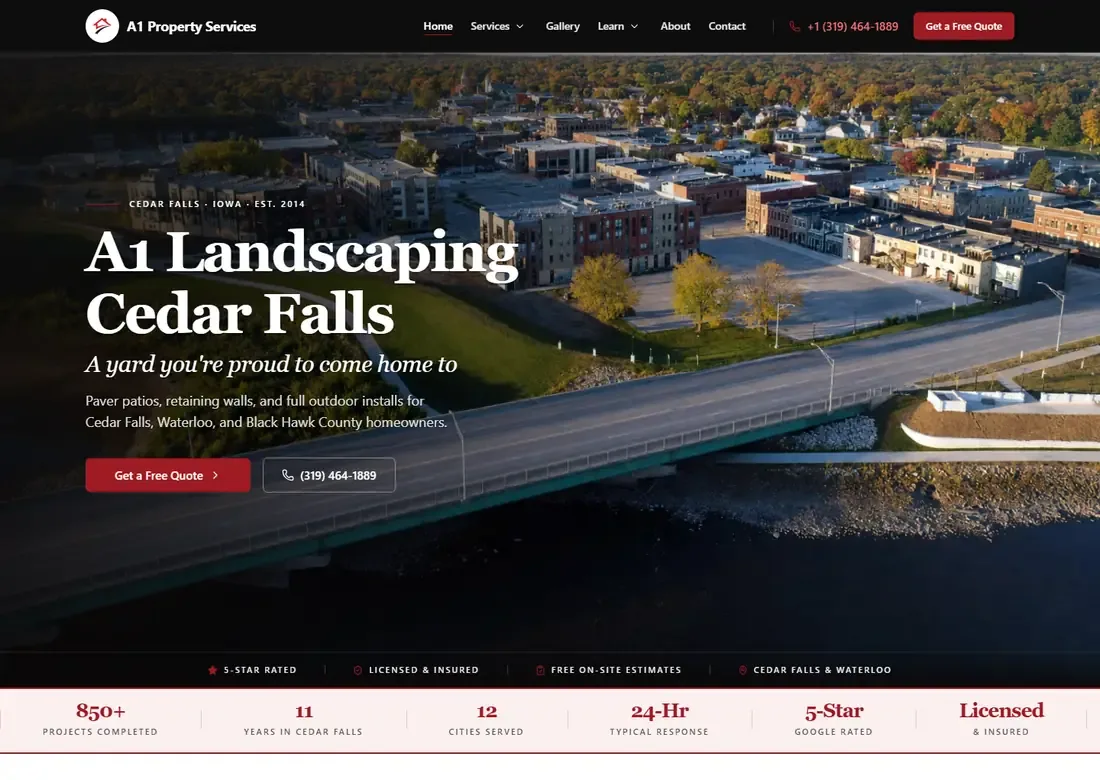 A1 Property Services
Home
Services
Gallery
Learn
About
Contact
+1 (319) 464-1889
Get a Free Quote
CEDAR FALLS · IOWA · EST. 2014
A1 Landscaping
Cedar Falls
A yard you're proud to come home to
Paver patios, retaining walls, and full outdoor installs for
Cedar Falls, Waterloo, and Black Hawk County homeowners.
Get a Free Quote
(319) 464-1889
5-STAR RATED
LICENSED & INSURED
FREE ON-SITE ESTIMATES
CEDAR FALLS & WATERLOO
850+
PROJECTS COMPLETED
11
YEARS IN CEDAR FALLS
12
CITIES SERVED
24-Hr
TYPICAL RESPONSE
5-Star
GOOGLE RATED
Licensed
& INSURED